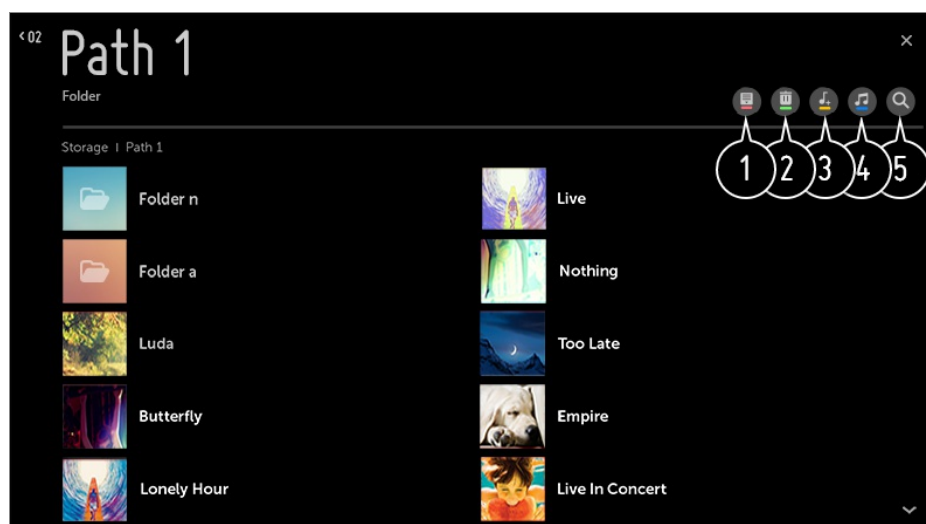 < 02
Path 1
Folder
1 2 3 4 5
Storage | Path 1
Folder n
Live
Folder a
Nothing
Luda
Too Late
Butterfly
Empire
Lonely Hour
Live In Concert